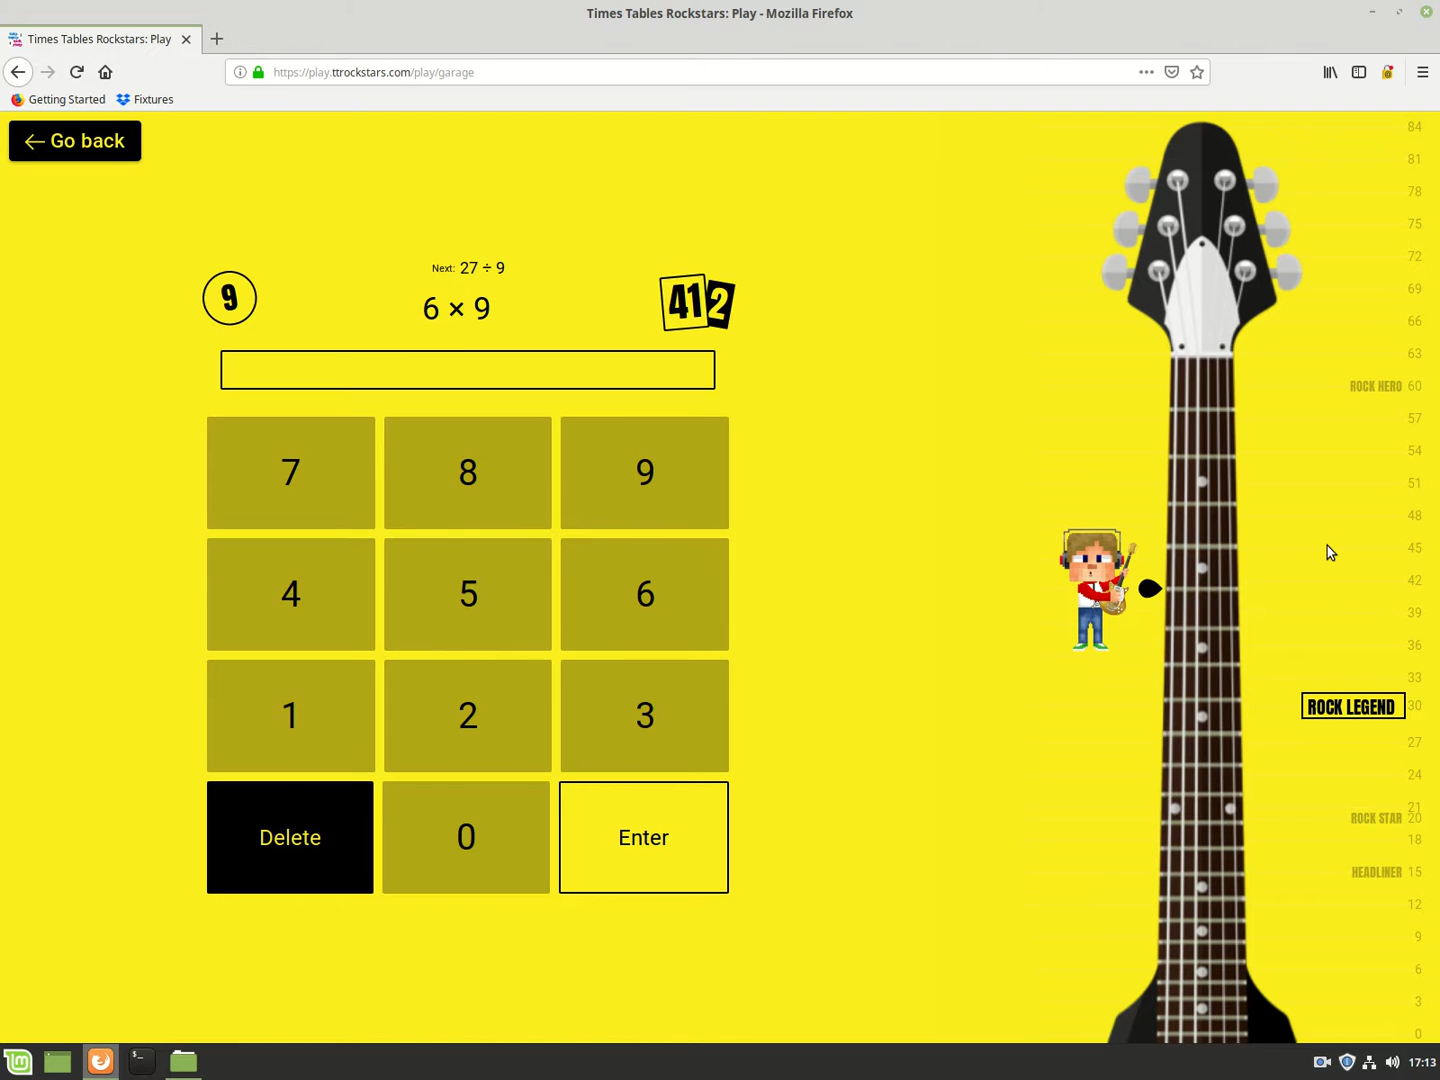 Times Tables Rockstars: Play - Mozilla Firefox
Times Tables Rockstars: Play
https://play.ttrockstars.com/play/garage
Getting Started
Fixtures
← Go back
Next: 27 ÷ 9
9
6 × 9
41 2
7
8
9
4
5
6
1
2
3
Delete
0
Enter
84
81
78
75
72
69
66
63
ROCK HERO 60
57
54
51
48
45
42
39
36
33
ROCK LEGEND 30
27
24
21
ROCK STAR 20
18
HEADLINER 15
12
9
6
3
0
17:13